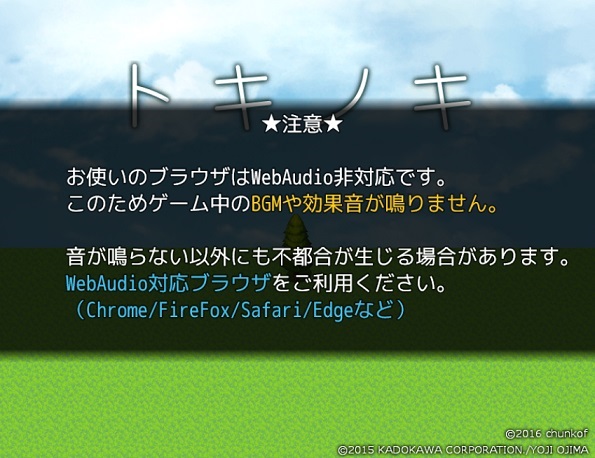 トキノキ
★注意★
お使いのブラウザはWebAudio非対応です。
このためゲーム中のBGMや効果音が鳴りません。
音が鳴らない以外にも不都合が生じる場合があります。
WebAudio対応ブラウザをご利用ください。
（Chrome/FireFox/Safari/Edgeなど）
©2016 chunkof
©2015 KADOKAWA CORPORATION./YOJI OJIMA